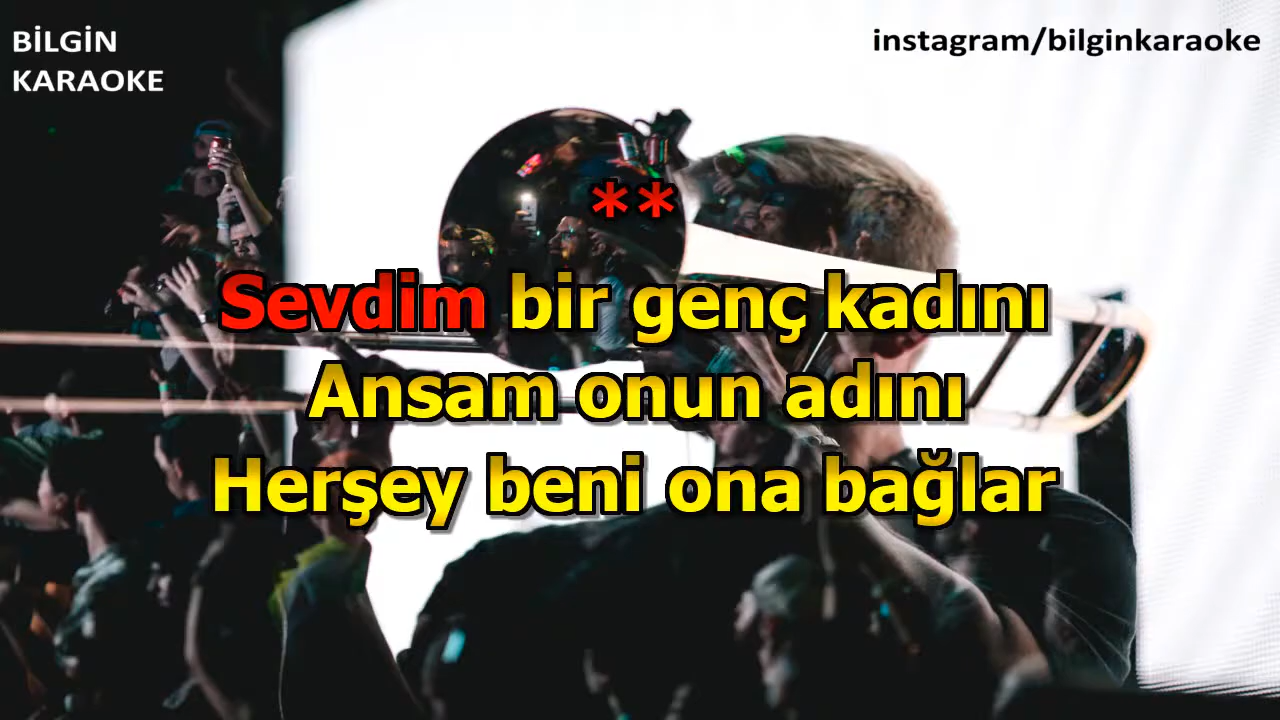 BİLGİN
KARAOKE
instagram/bilginkaraoke
**
Sevdim bir genç kadını
Ansam onun adını
Herşey beni ona bağlar